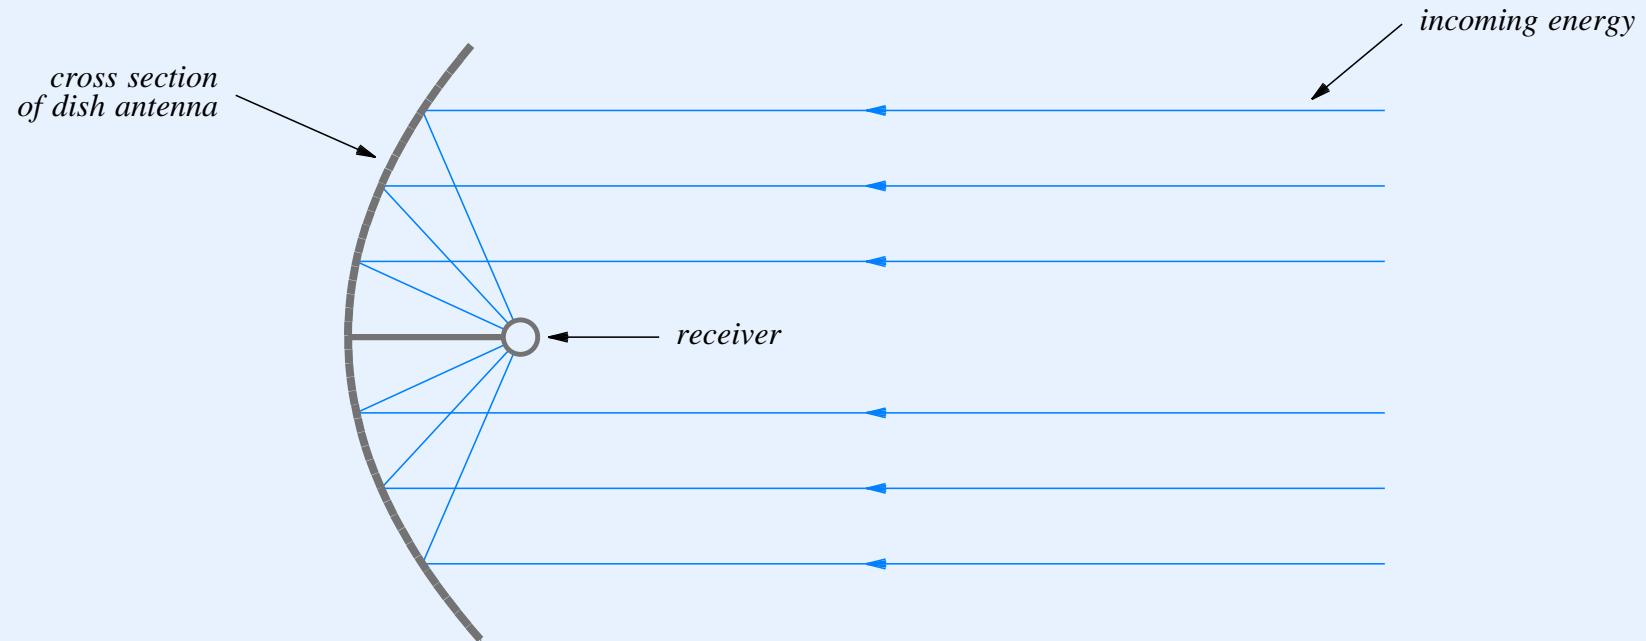 incoming energy
cross section
of dish antenna
receiver